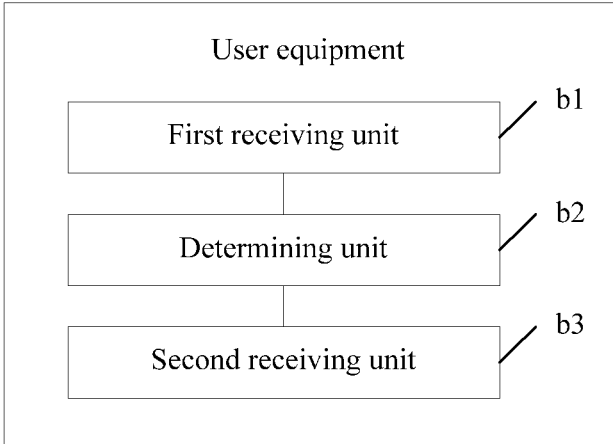 User equipment
b1
First receiving unit
b2
Determining unit
b3
Second receiving unit